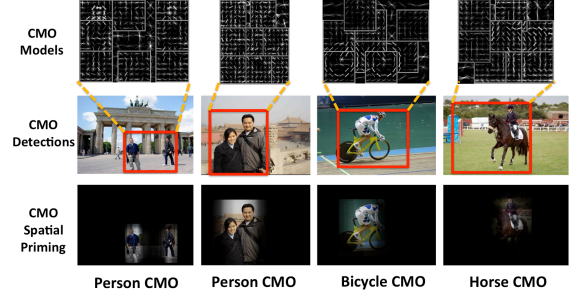 CMO
Models
CMO
Detections
CMO
Spatial
Priming
Person CMO
Person CMO
Bicycle CMO
Horse CMO